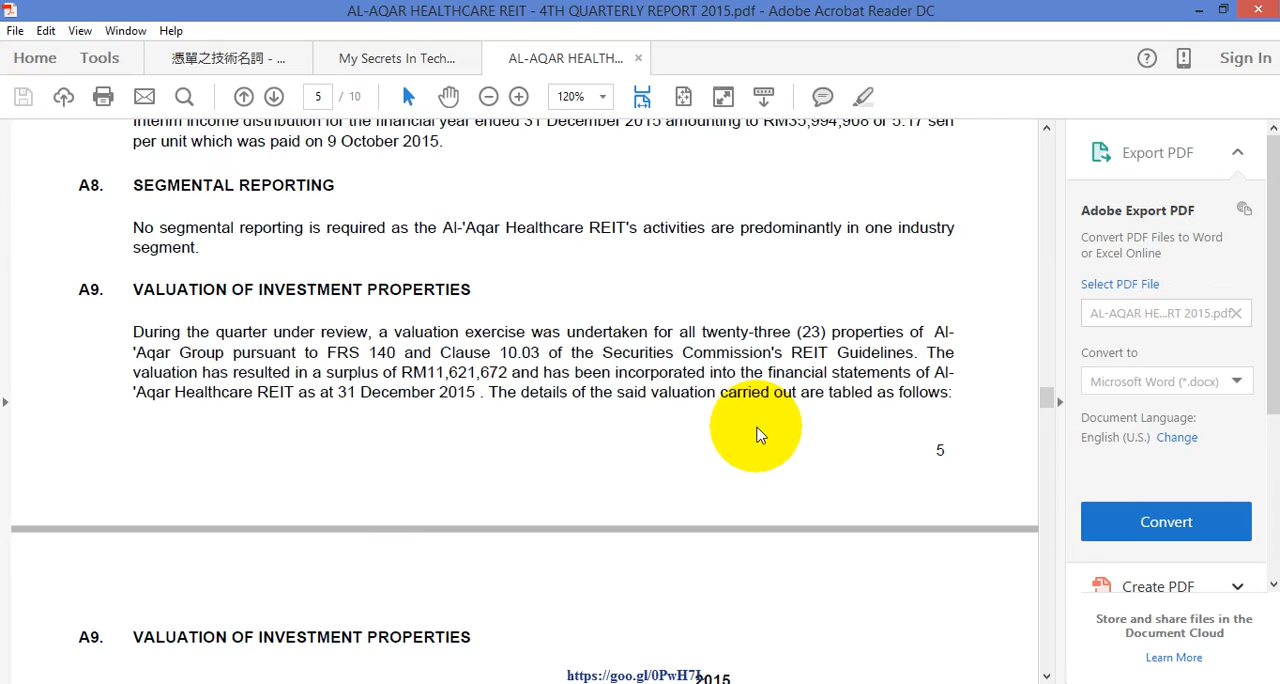 AL-AQAR HEALTHCARE REIT - 4TH QUARTERLY REPORT 2015.pdf - Adobe Acrobat Reader DC
File Edit View Window Help
Home Tools 憑單之技術名詞 - ... My Secrets In Tech... AL-AQAR HEALTH... Sign In
5 / 10 120%
Interim income distribution for the financial year ended 31 December 2015 amounting to RM35,994,908 or 5.17 sen
per unit which was paid on 9 October 2015.
A8. SEGMENTAL REPORTING
No segmental reporting is required as the Al-'Aqar Healthcare REIT's activities are predominantly in one industry
segment.
A9. VALUATION OF INVESTMENT PROPERTIES
During the quarter under review, a valuation exercise was undertaken for all twenty-three (23) properties of Al-
'Aqar Group pursuant to FRS 140 and Clause 10.03 of the Securities Commission's REIT Guidelines. The
valuation has resulted in a surplus of RM11,621,672 and has been incorporated into the financial statements of Al-
'Aqar Healthcare REIT as at 31 December 2015 . The details of the said valuation carried out are tabled as follows:
5
A9. VALUATION OF INVESTMENT PROPERTIES
https://goo.gl/0PwH7L
2015
Export PDF
Adobe Export PDF
Convert PDF Files to Word
or Excel Online
Select PDF File
AL-AQAR HE...RT 2015.pdf
Convert to
Microsoft Word (*.docx)
Document Language:
English (U.S.) Change
Convert
Create PDF
Store and share files in the
Document Cloud
Learn More